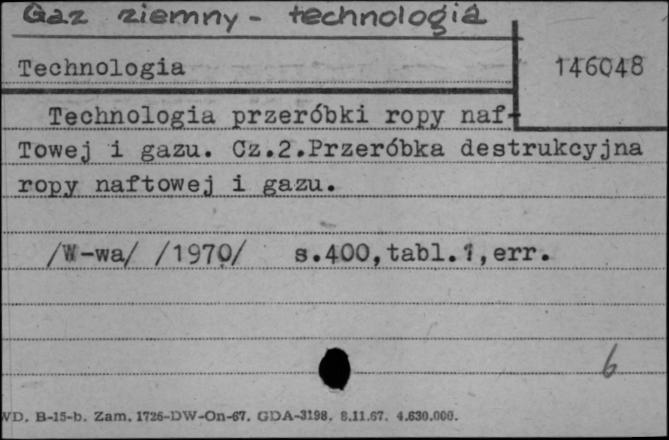 Gaz ziemny - technologia
Technologia
146048
Technologia przeróbki ropy naf-
Towej i gazu. Cz.2.Przeróbka destrukcyjna
ropy naftowej i gazu.
/W-wa/ /1970/ s.400,tabl.1,err.
6
WD. B-15-b. Zam. 1726-DW-On-67. GDA-3198. 8.11.67. 4.630.000.